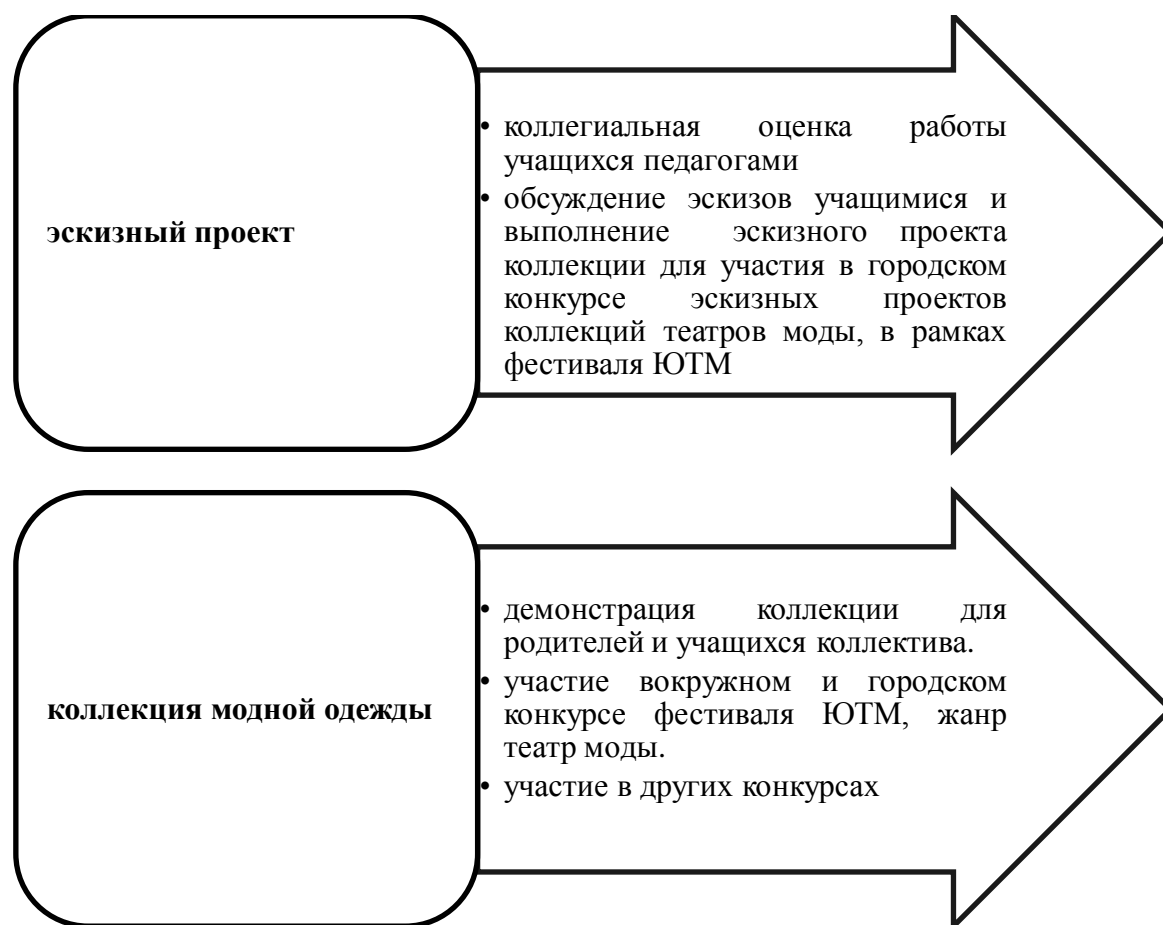 эскизный проект
• коллегиальная оценка работы
учащихся педагогами
• обсуждение эскизов учащимися и
выполнение эскизного проекта
коллекции для участия в городском
конкурсе эскизных проектов
коллекций театров моды, в рамках
фестиваля ЮТМ
коллекция модной одежды
• демонстрация коллекции для
родителей и учащихся коллектива.
• участие вокружном и городском
конкурсе фестиваля ЮТМ, жанр
театр моды.
• участие в других конкурсах